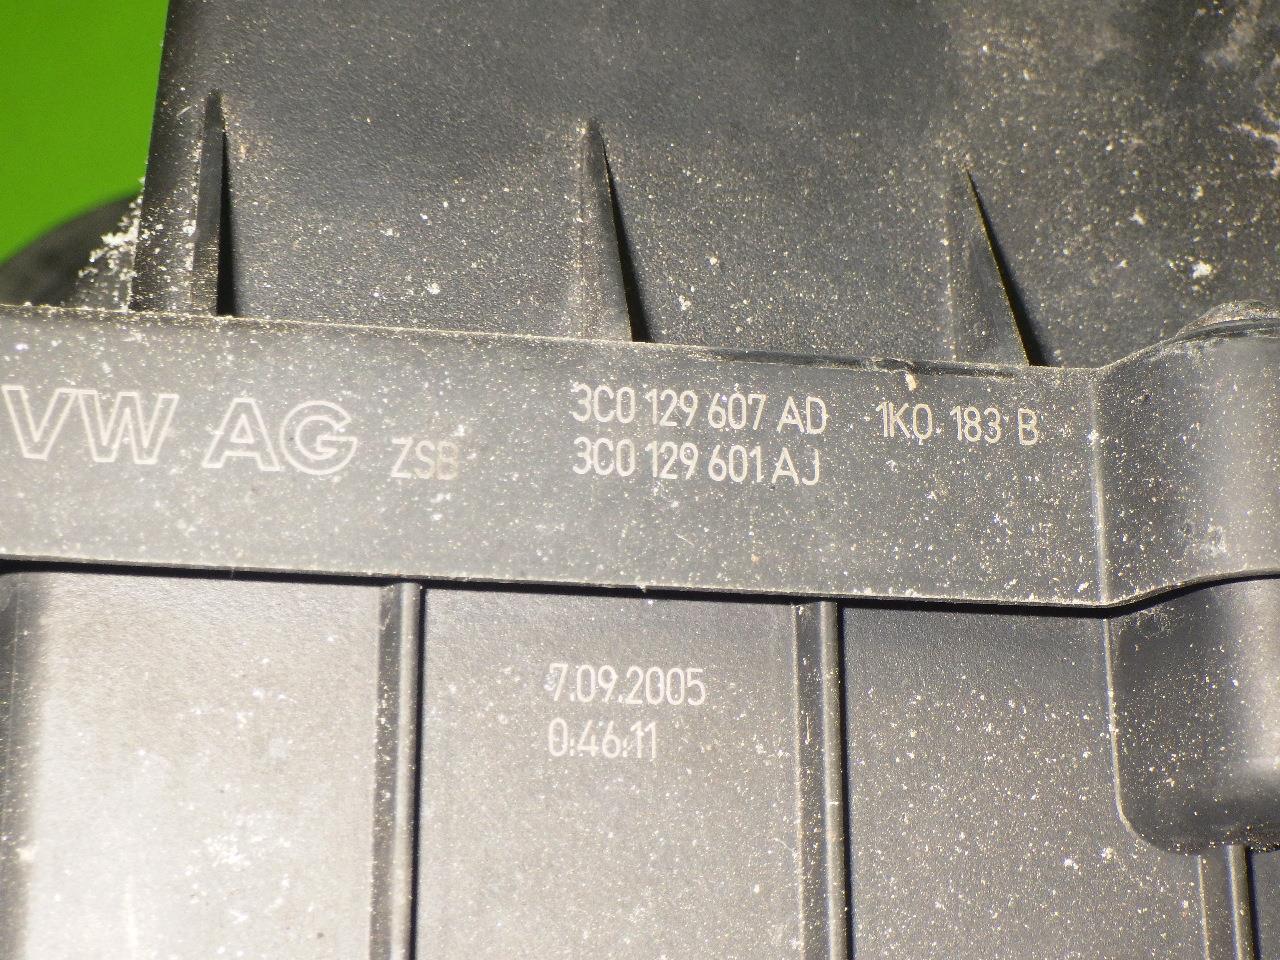 VW AG ZSB 3C0 129 607 AD 1K0 183 B
3C0 129 601 AJ
7.09.2005
0:46:11